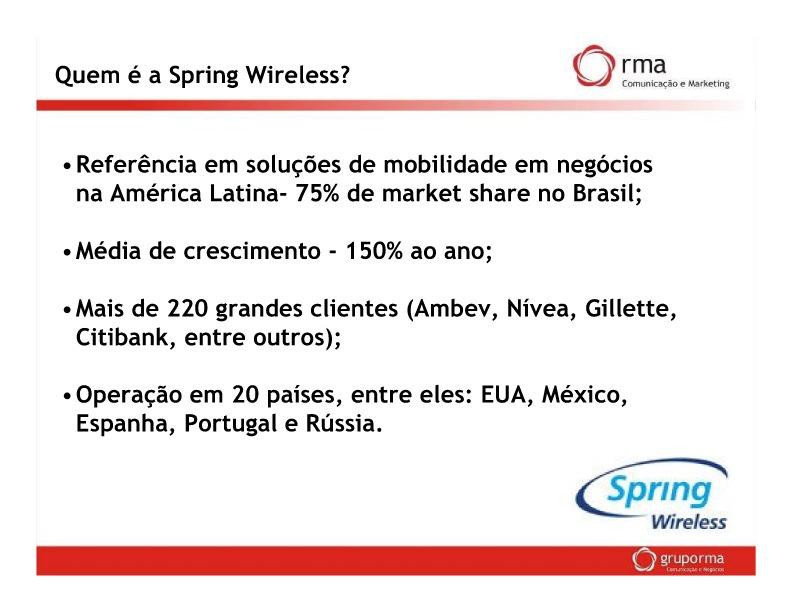 Quem é a Spring Wireless?
rma
Comunicação e Marketing
•Referência em soluções de mobilidade em negócios
na América Latina- 75% de market share no Brasil;
•Média de crescimento - 150% ao ano;
•Mais de 220 grandes clientes (Ambev, Nívea, Gillette,
Citibank, entre outros);
•Operação em 20 países, entre eles: EUA, México,
Espanha, Portugal e Rússia.
Spring
Wireless
gruporma
Comunicação e Negócios